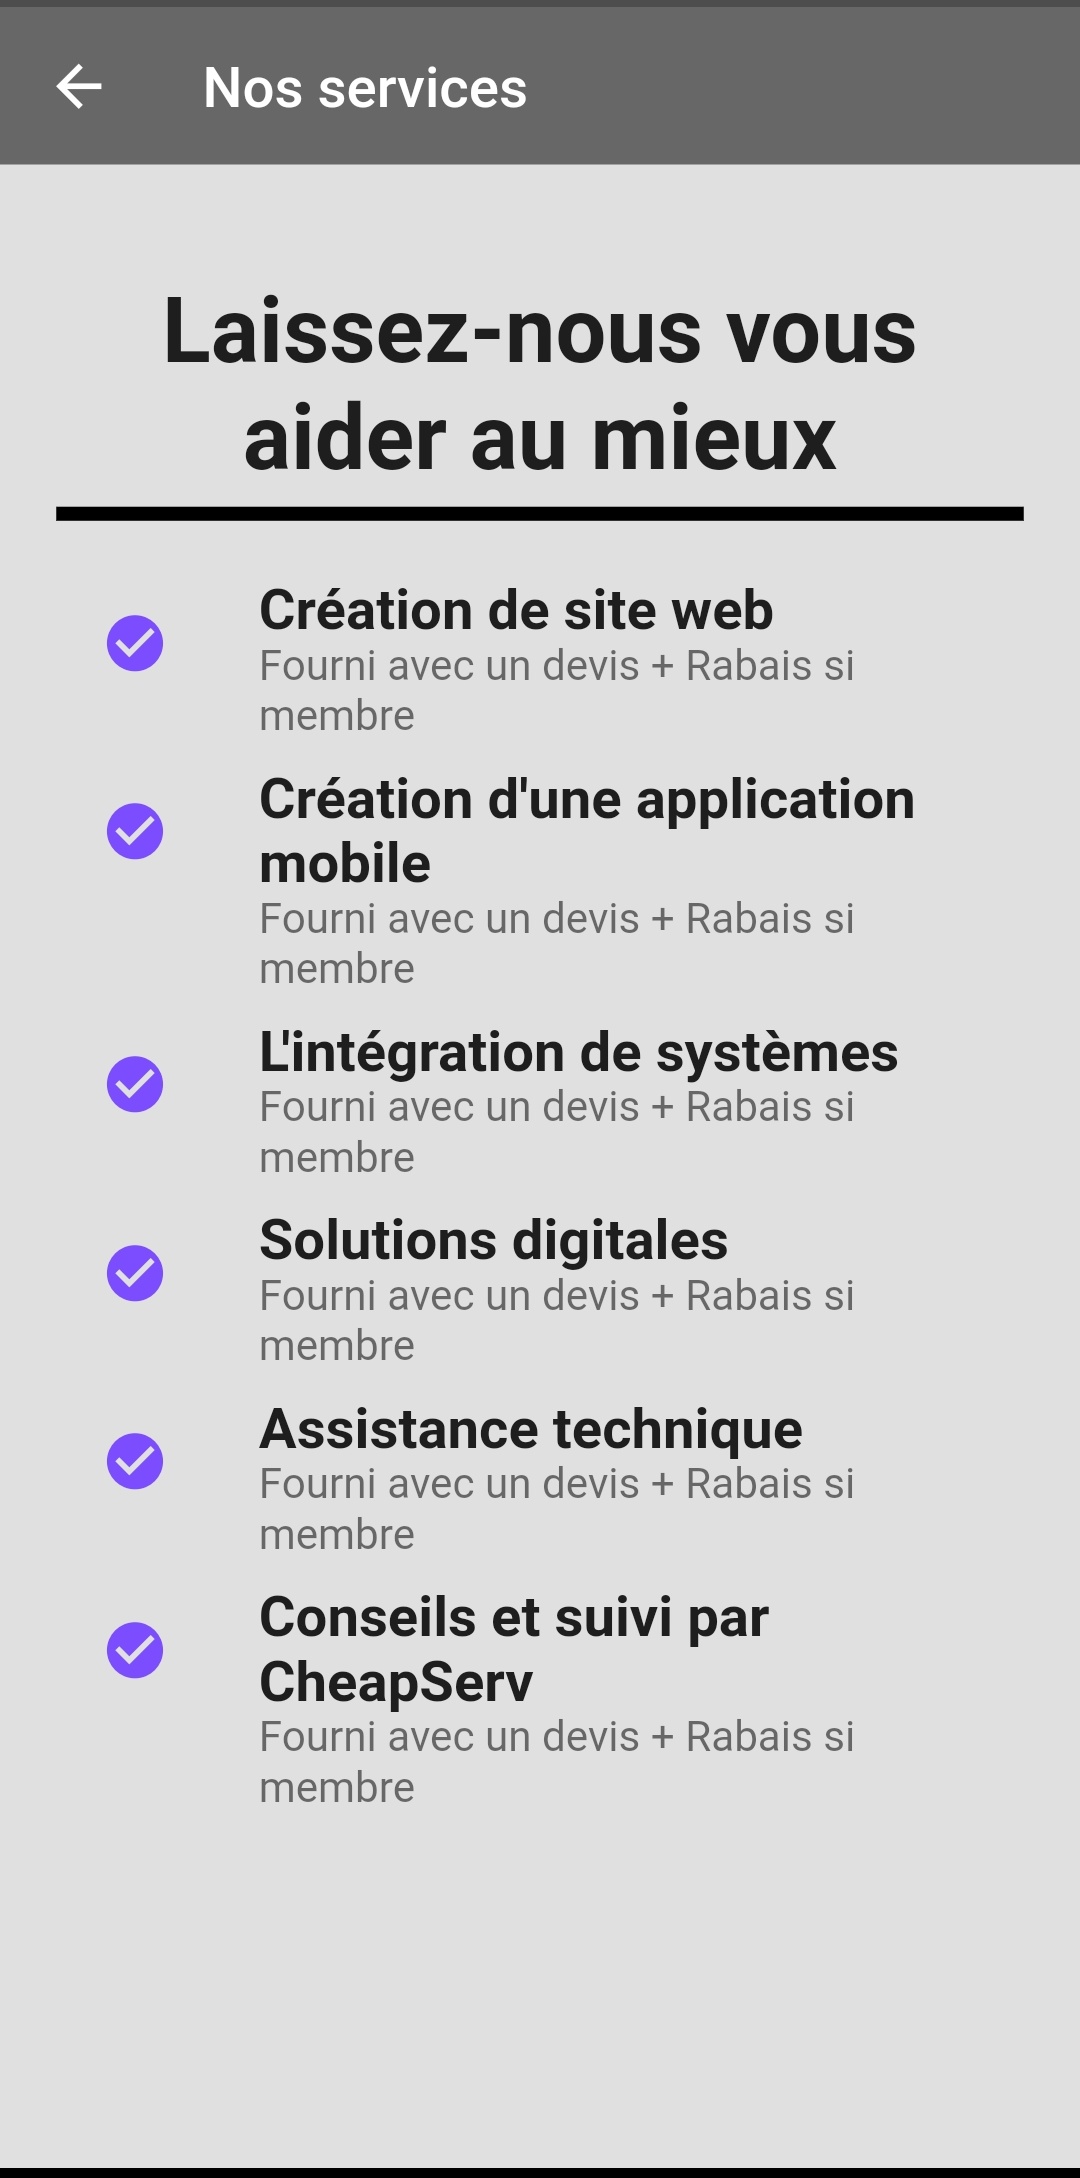 Nos services
Laissez-nous vous
aider au mieux
Création de site web
Fourni avec un devis + Rabais si
membre
Création d'une application
mobile
Fourni avec un devis + Rabais si
membre
L'intégration de systèmes
Fourni avec un devis + Rabais si
membre
Solutions digitales
Fourni avec un devis + Rabais si
membre
Assistance technique
Fourni avec un devis + Rabais si
membre
Conseils et suivi par
CheapServ
Fourni avec un devis + Rabais si
membre